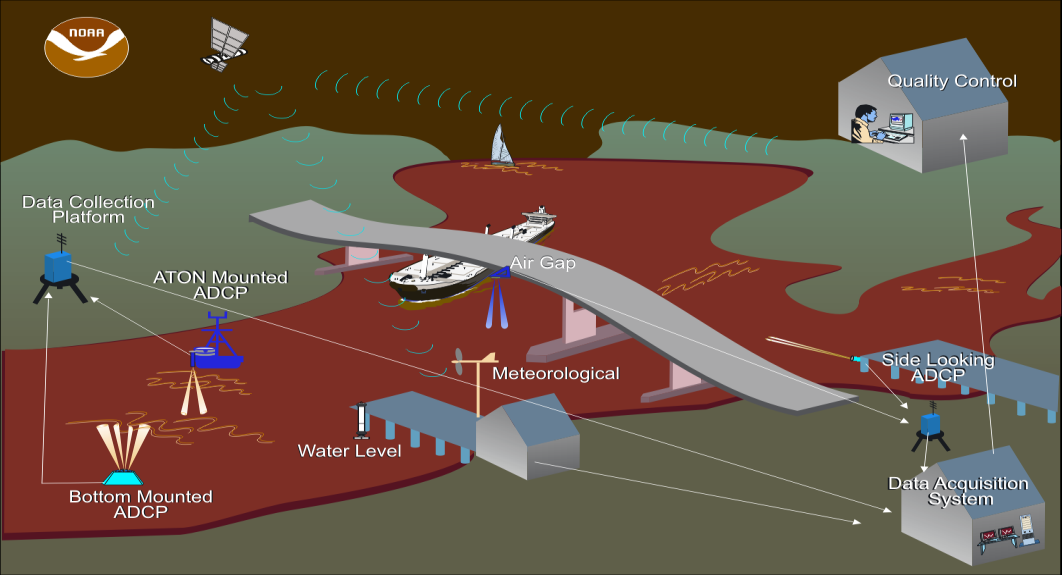 NOAA
Quality Control
Data Collection
Platform
Air Gap
ATON Mounted
ADCP
Side Looking
ADCP
Meteorological
Water Level
Data Acquisition
System
Bottom Mounted
ADCP